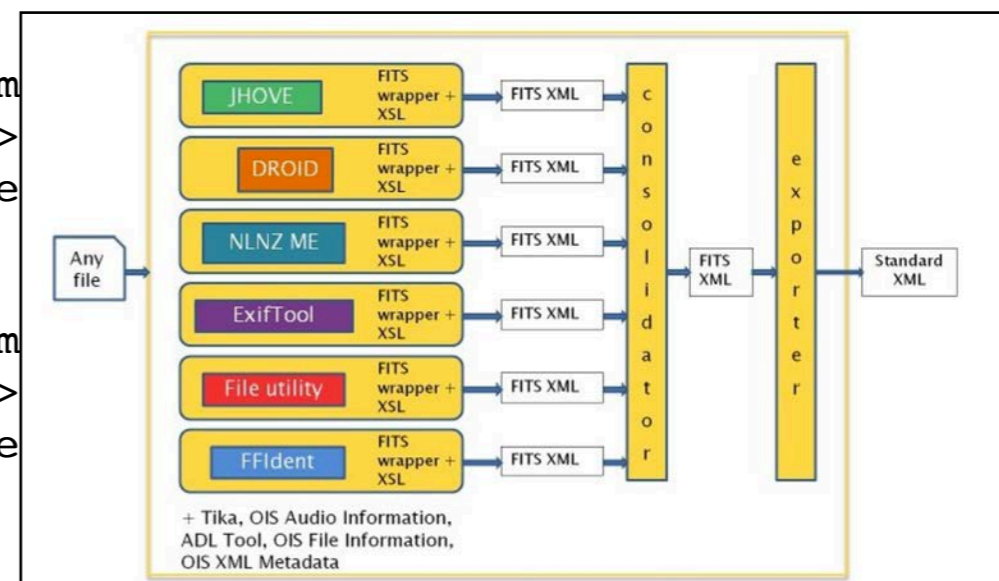 m
>
e
m
>
e
Any
file
JHOVE
FITS
wrapper +
XSL
FITS XML
DROID
FITS
wrapper +
XSL
FITS XML
NLNZ ME
FITS
wrapper +
XSL
FITS XML
ExifTool
FITS
wrapper +
XSL
FITS XML
File utility
FITS
wrapper +
XSL
FITS XML
FFIdent
FITS
wrapper +
XSL
FITS XML
+ Tika, OIS Audio Information,
ADL Tool, OIS File Information,
OIS XML Metadata
consolidator
FITS
XML
exporter
Standard
XML